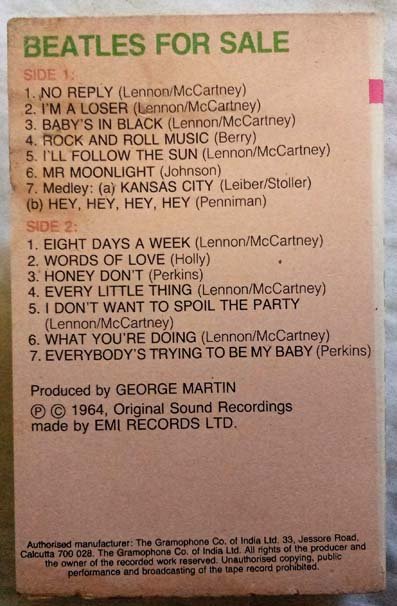 BEATLES FOR SALE
SIDE 1:
1. NO REPLY (Lennon/McCartney)
2. I'M A LOSER (Lennon/McCartney)
3. BABY'S IN BLACK (Lennon/McCartney)
4. ROCK AND ROLL MUSIC (Berry)
5. I'LL FOLLOW THE SUN (Lennon/McCartney)
6. MR MOONLIGHT (Johnson)
7. Medley: (a) KANSAS CITY (Leiber/Stoller)
(b) HEY, HEY, HEY, HEY (Penniman)
SIDE 2:
1. EIGHT DAYS A WEEK (Lennon/McCartney)
2. WORDS OF LOVE (Holly)
3. HONEY DON'T (Perkins)
4. EVERY LITTLE THING (Lennon/McCartney)
5. I DON'T WANT TO SPOIL THE PARTY
(Lennon/McCartney)
6. WHAT YOU'RE DOING (Lennon/McCartney)
7. EVERYBODY'S TRYING TO BE MY BABY (Perkins)
Produced by GEORGE MARTIN
℗ © 1964, Original Sound Recordings
made by EMI RECORDS LTD.
Authorised manufacturer: The Gramophone Co. of India Ltd. 33, Jessore Road,
Calcutta 700 028. The Gramophone Co. of India Ltd. All rights of the producer and
the owner of the recorded work reserved. Unauthorised copying, public
performance and broadcasting of the tape record prohibited.